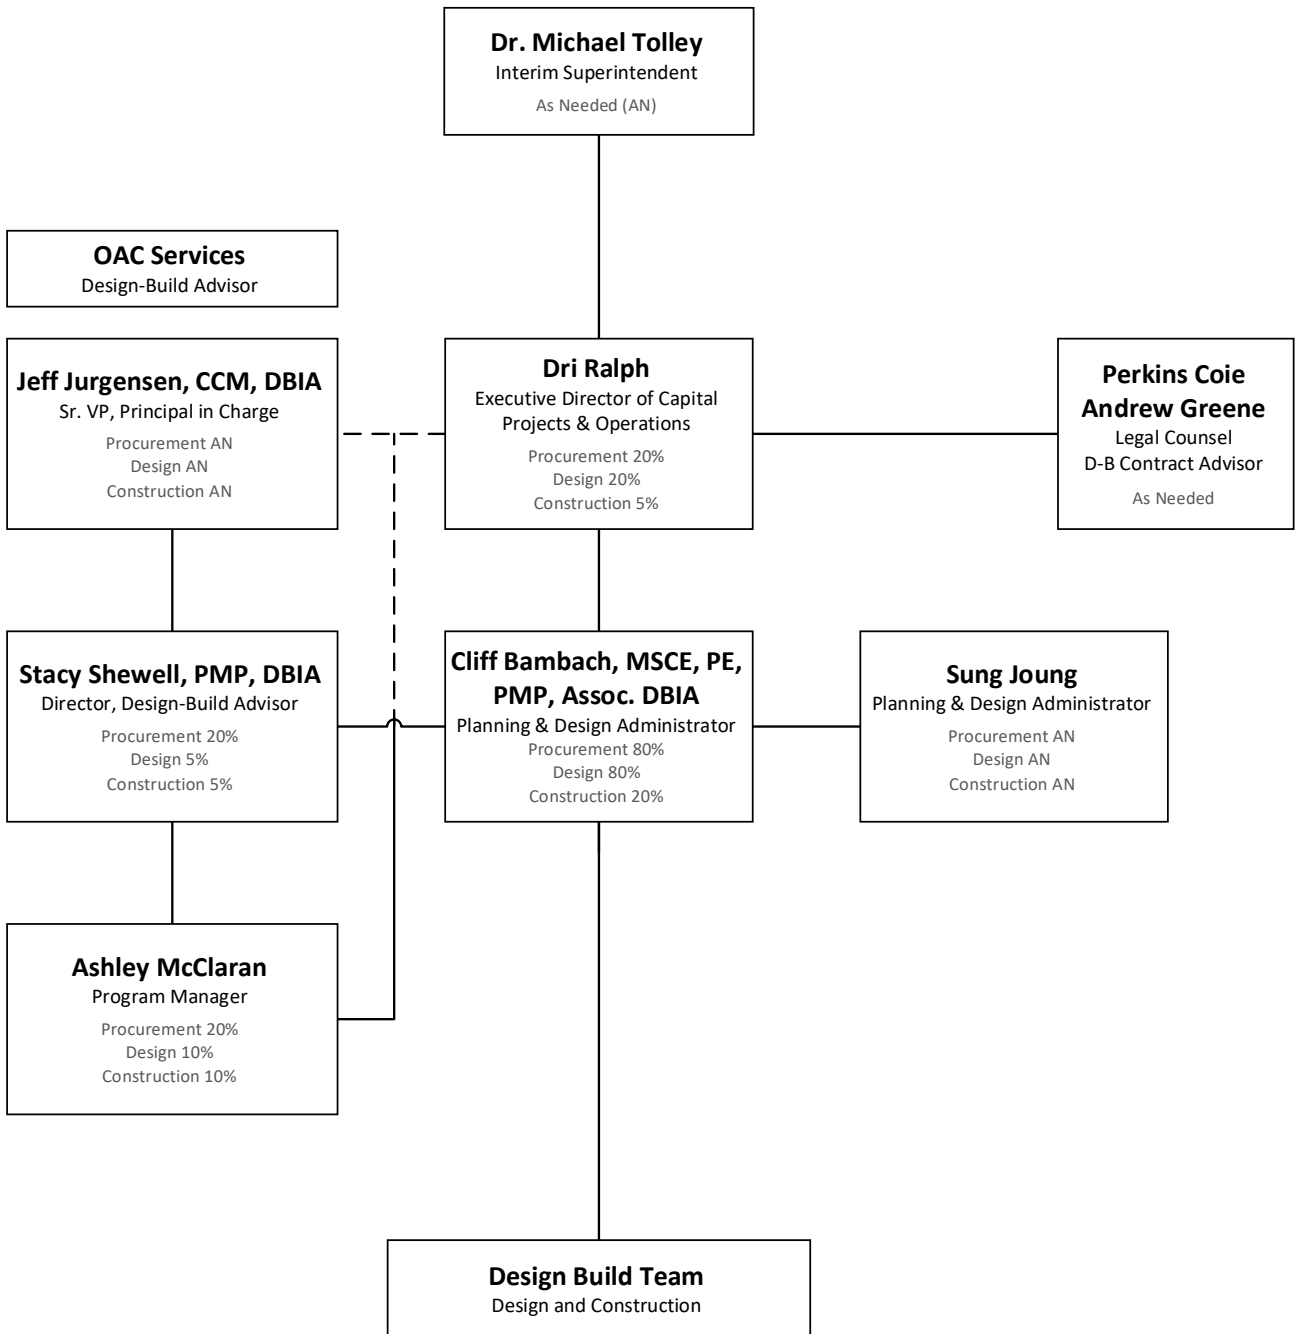 Dr. Michael Tolley
Interim Superintendent
As Needed (AN)
OAC Services
Design-Build Advisor
Jeff Jurgensen, CCM, DBIA
Sr. VP, Principal in Charge
Procurement AN
Design AN
Construction AN
Dri Ralph
Executive Director of Capital
Projects & Operations
Procurement 20%
Design 20%
Construction 5%
Perkins Coie
Andrew Greene
Legal Counsel
D-B Contract Advisor
As Needed
Stacy Shewell, PMP, DBIA
Director, Design-Build Advisor
Procurement 20%
Design 5%
Construction 5%
Cliff Bambach, MSCE, PE,
PMP, Assoc. DBIA
Planning & Design Administrator
Procurement 80%
Design 80%
Construction 20%
Sung Joung
Planning & Design Administrator
Procurement AN
Design AN
Construction AN
Ashley McClaran
Program Manager
Procurement 20%
Design 10%
Construction 10%
Design Build Team
Design and Construction